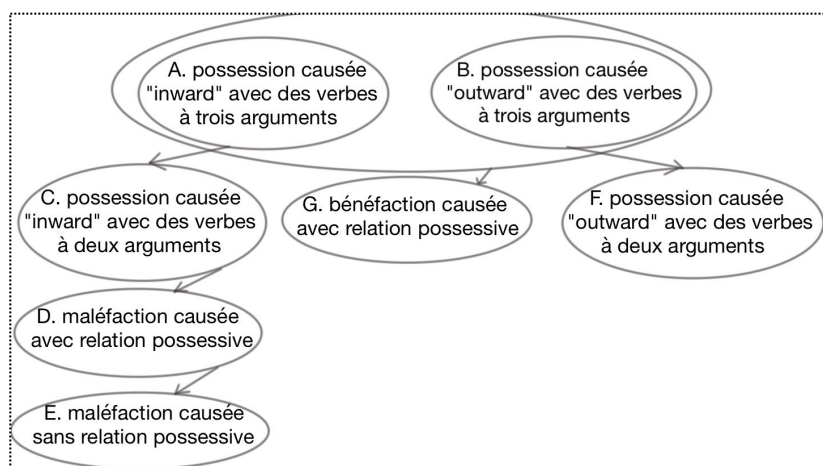 A. possession causée
"inward" avec des verbes
à trois arguments
B. possession causée
"outward" avec des verbes
à trois arguments
C. possession causée
"inward" avec des verbes
à deux arguments
G. bénéfaction causée
avec relation possessive
F. possession causée
"outward" avec des verbes
à deux arguments
D. maléfaction causée
avec relation possessive
E. maléfaction causée
sans relation possessive